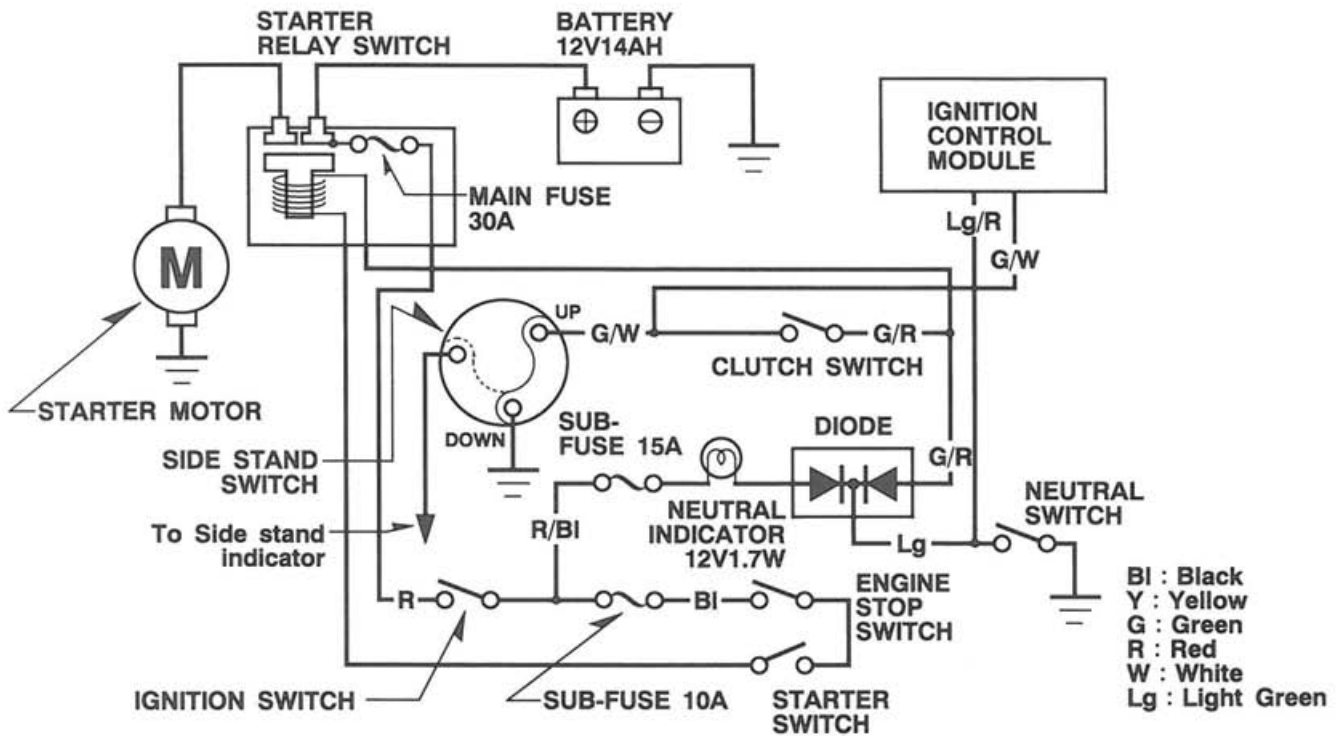 STARTER
RELAY SWITCH
BATTERY
12V14AH
IGNITION
CONTROL
MODULE
MAIN FUSE
30A
Lg/R
G/W
M
UP
G/W
G/R
CLUTCH SWITCH
STARTER MOTOR
DOWN
SUB-
FUSE 15A
DIODE
SIDE STAND
SWITCH
G/R
NEUTRAL
SWITCH
To Side stand
indicator
R/Bl
NEUTRAL
INDICATOR
12V1.7W
Lg
R
Bl
ENGINE
STOP
SWITCH
IGNITION SWITCH
SUB-FUSE 10A
STARTER
SWITCH
Bl : Black
Y : Yellow
G : Green
R : Red
W : White
Lg : Light Green